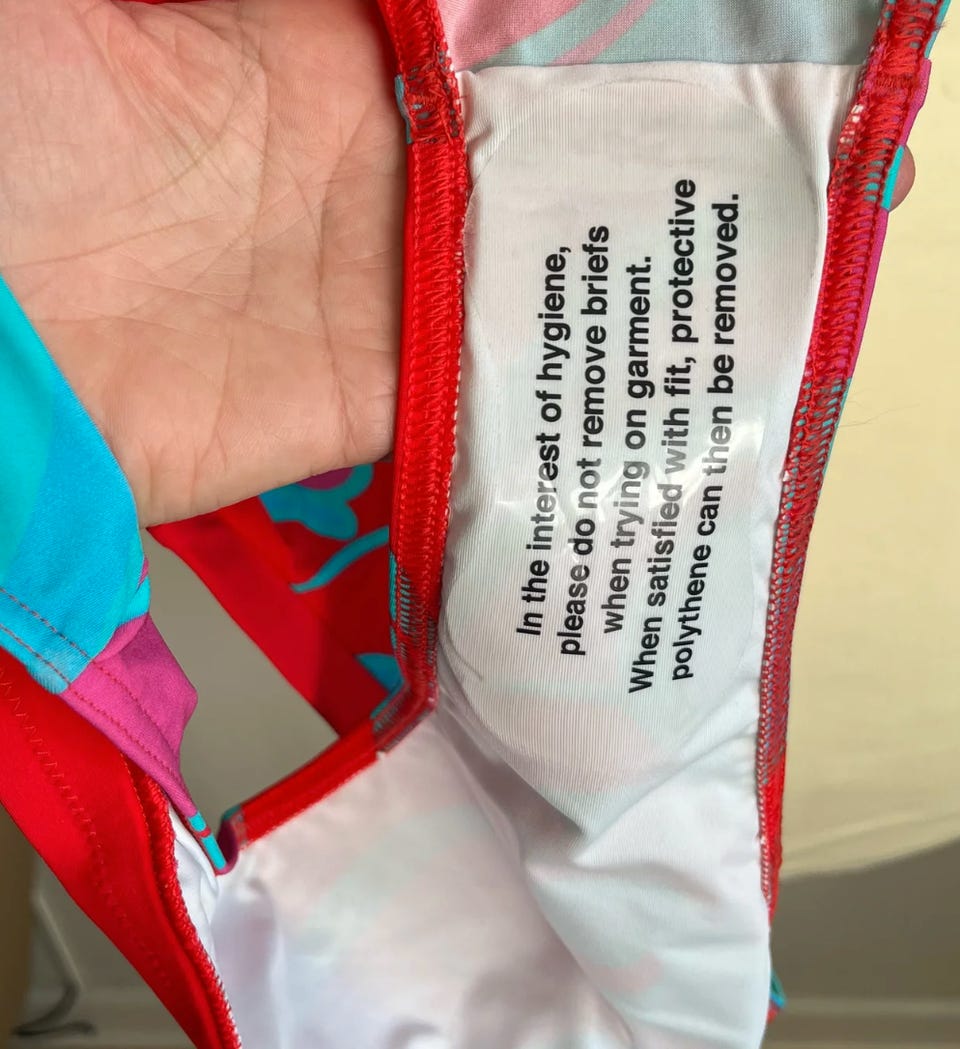 In the interest of hygiene,
please do not remove briefs
when trying on garment.
When satisfied with fit, protective
polythene can then be removed.